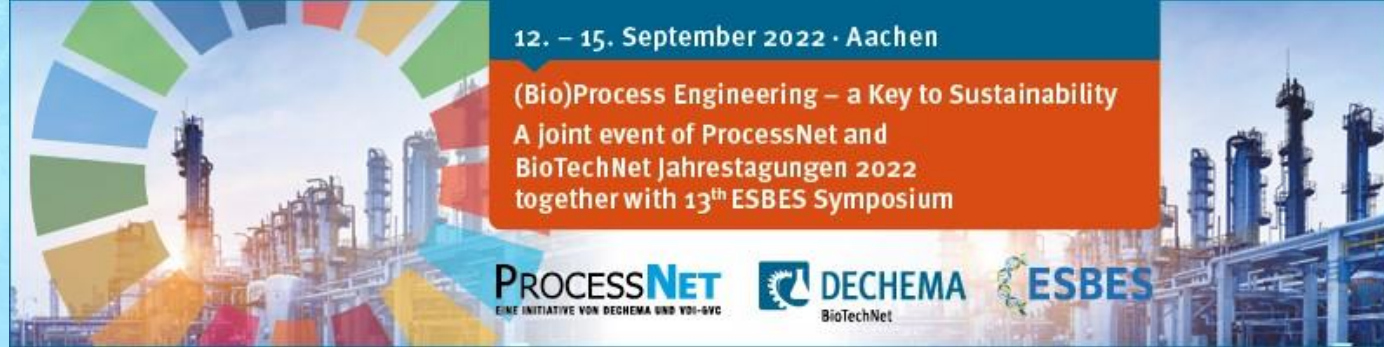 12. – 15. September 2022 · Aachen
(Bio)Process Engineering – a Key to Sustainability
A joint event of ProcessNet and
BioTechNet Jahrestagungen 2022
together with 13th ESBES Symposium
PROCESSNET
EINE INITIATIVE VON DECHEMA UND VDI-GVC
DECHEMA
BioTechNet
ESBES